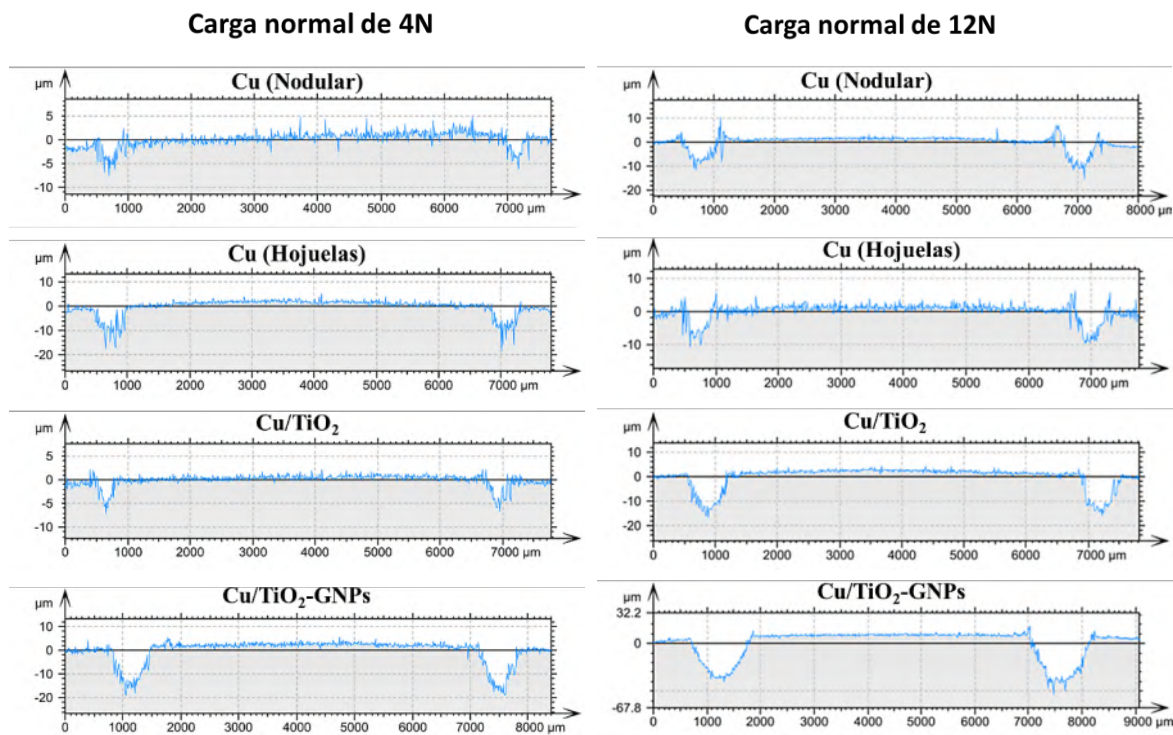 Carga normal de 4N
Carga normal de 12N
Cu (Nodular)
µm
5
0
-5
-10
0 1000 2000 3000 4000 5000 6000 7000 µm
Cu (Nodular)
µm
10
0
-10
-20
0 1000 2000 3000 4000 5000 6000 7000 8000 µm
Cu (Hojuelas)
µm
10
0
-10
-20
0 1000 2000 3000 4000 5000 6000 7000 µm
Cu (Hojuelas)
µm
10
0
-10
0 1000 2000 3000 4000 5000 6000 7000 µm
Cu/TiO₂
µm
5
0
-5
-10
0 1000 2000 3000 4000 5000 6000 7000 µm
Cu/TiO₂
µm
10
0
-10
-20
0 1000 2000 3000 4000 5000 6000 7000 µm
Cu/TiO₂-GNPs
µm
10
0
-10
-20
0 1000 2000 3000 4000 5000 6000 7000 8000 µm
Cu/TiO₂-GNPs
µm
32.2
0
-67.8
0 1000 2000 3000 4000 5000 6000 7000 8000 9000 µm